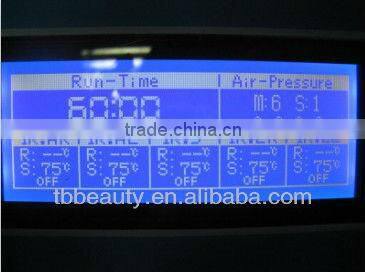 Run-Time Air-Pressure
60:00 M:6 S:1
trade.china.cn
R:--℃ R:--℃ R:--℃ R:--℃ R:--℃
S:75℃ S:75℃ S:75℃ S:75℃ S:75℃
OFF OFF OFF OFF OFF
tbbeauty.en.alibaba.com